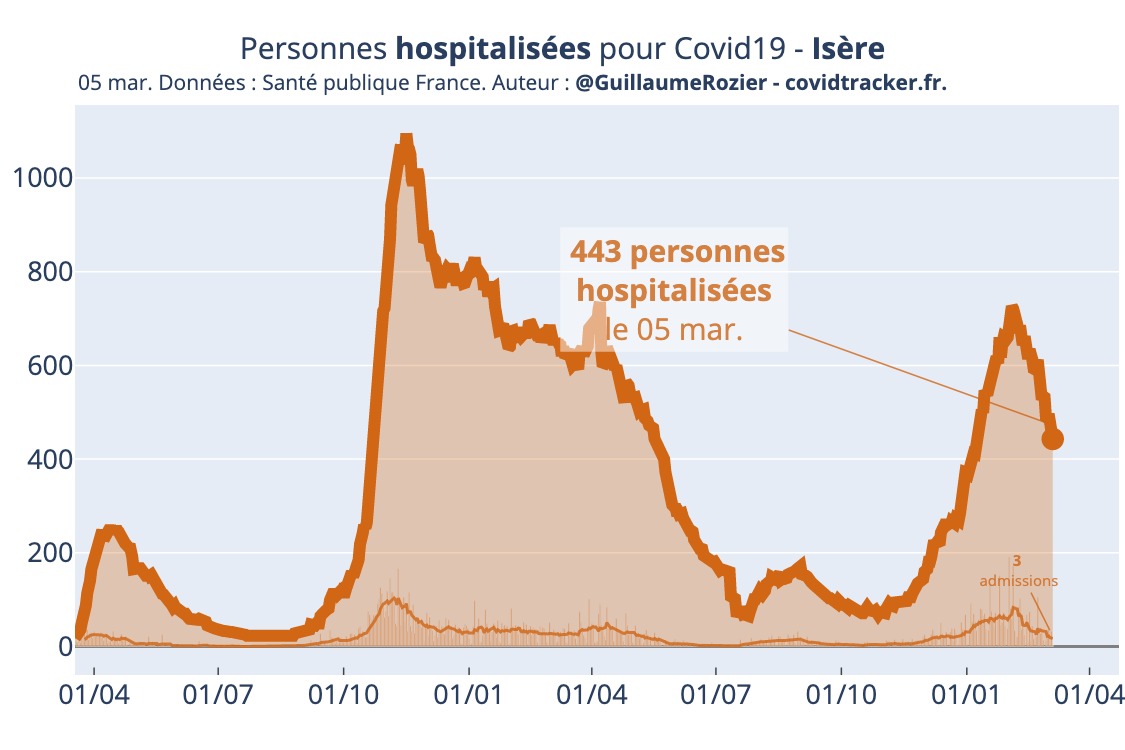 Personnes hospitalisées pour Covid19 - Isère
05 mar. Données : Santé publique France. Auteur : @GuillaumeRozier - covidtracker.fr.
1000
800
600
400
200
0
443 personnes
hospitalisées
le 05 mar.
3
admissions
01/04 01/07 01/10 01/01 01/04 01/07 01/10 01/01 01/04